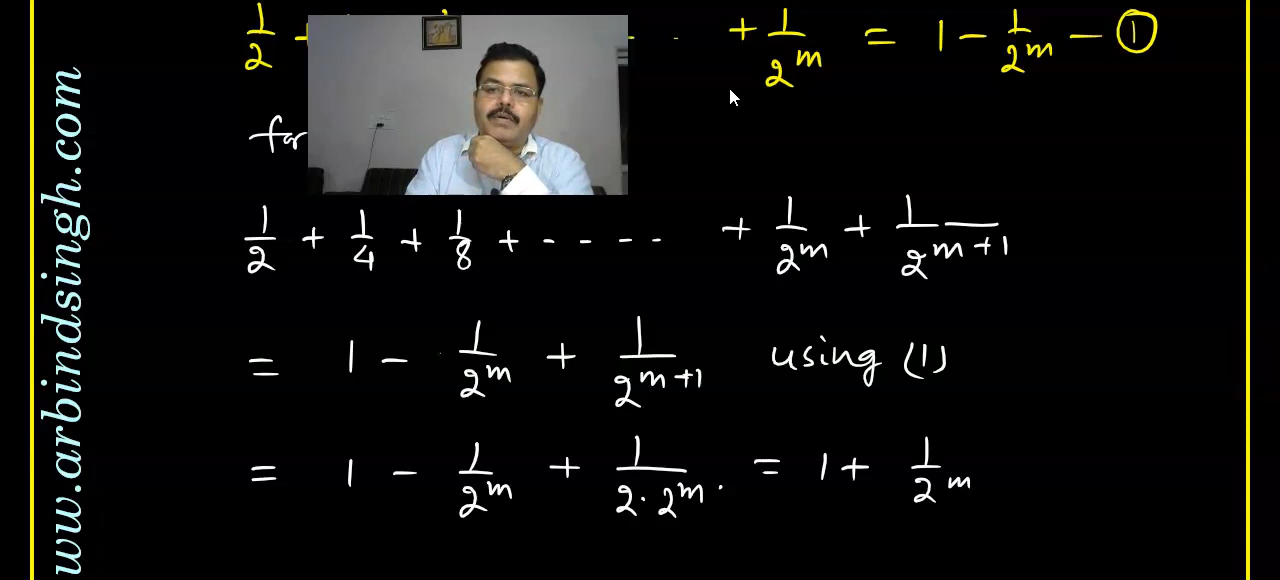 ww.arbindsingh.com
1/2 + . . + 1/2^m = 1 - 1/2^m - ①
for
1/2 + 1/4 + 1/8 + - - - - + 1/2^m + 1/2^(m+1)
= 1 - 1/2^m + 1/2^(m+1) using (1)
= 1 - 1/2^m + 1/(2·2^m) = 1 + 1/2^m